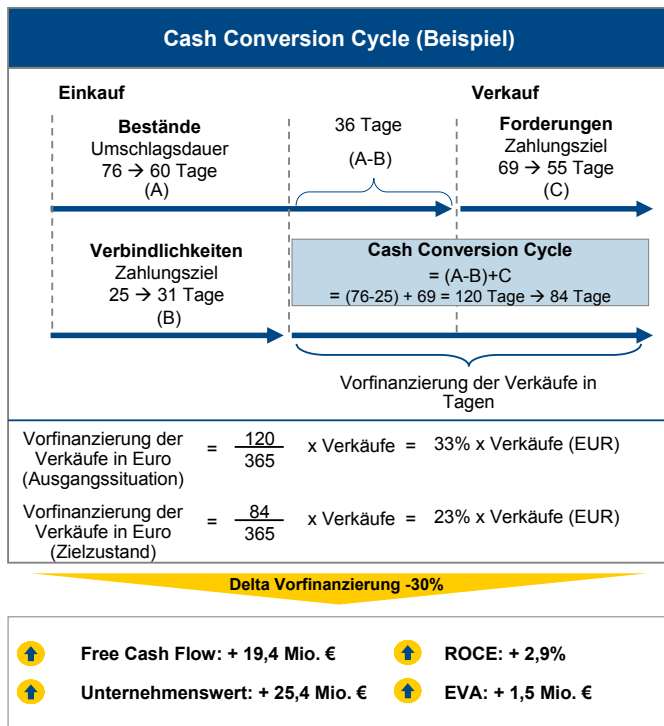 Cash Conversion Cycle (Beispiel)
Einkauf
Verkauf
Bestände
Umschlagsdauer
76 → 60 Tage
(A)
36 Tage
(A-B)
Forderungen
Zahlungsziel
69 → 55 Tage
(C)
Verbindlichkeiten
Zahlungsziel
25 → 31 Tage
(B)
Cash Conversion Cycle
= (A-B)+C
= (76-25) + 69 = 120 Tage → 84 Tage
Vorfinanzierung der Verkäufe in
Tagen
Vorfinanzierung der
Verkäufe in Euro
(Ausgangssituation)
= 120 / 365 x Verkäufe = 33% x Verkäufe (EUR)
Vorfinanzierung der
Verkäufe in Euro
(Zielzustand)
= 84 / 365 x Verkäufe = 23% x Verkäufe (EUR)
Delta Vorfinanzierung -30%
Free Cash Flow: + 19,4 Mio. €
ROCE: + 2,9%
Unternehmenswert: + 25,4 Mio. €
EVA: + 1,5 Mio. €